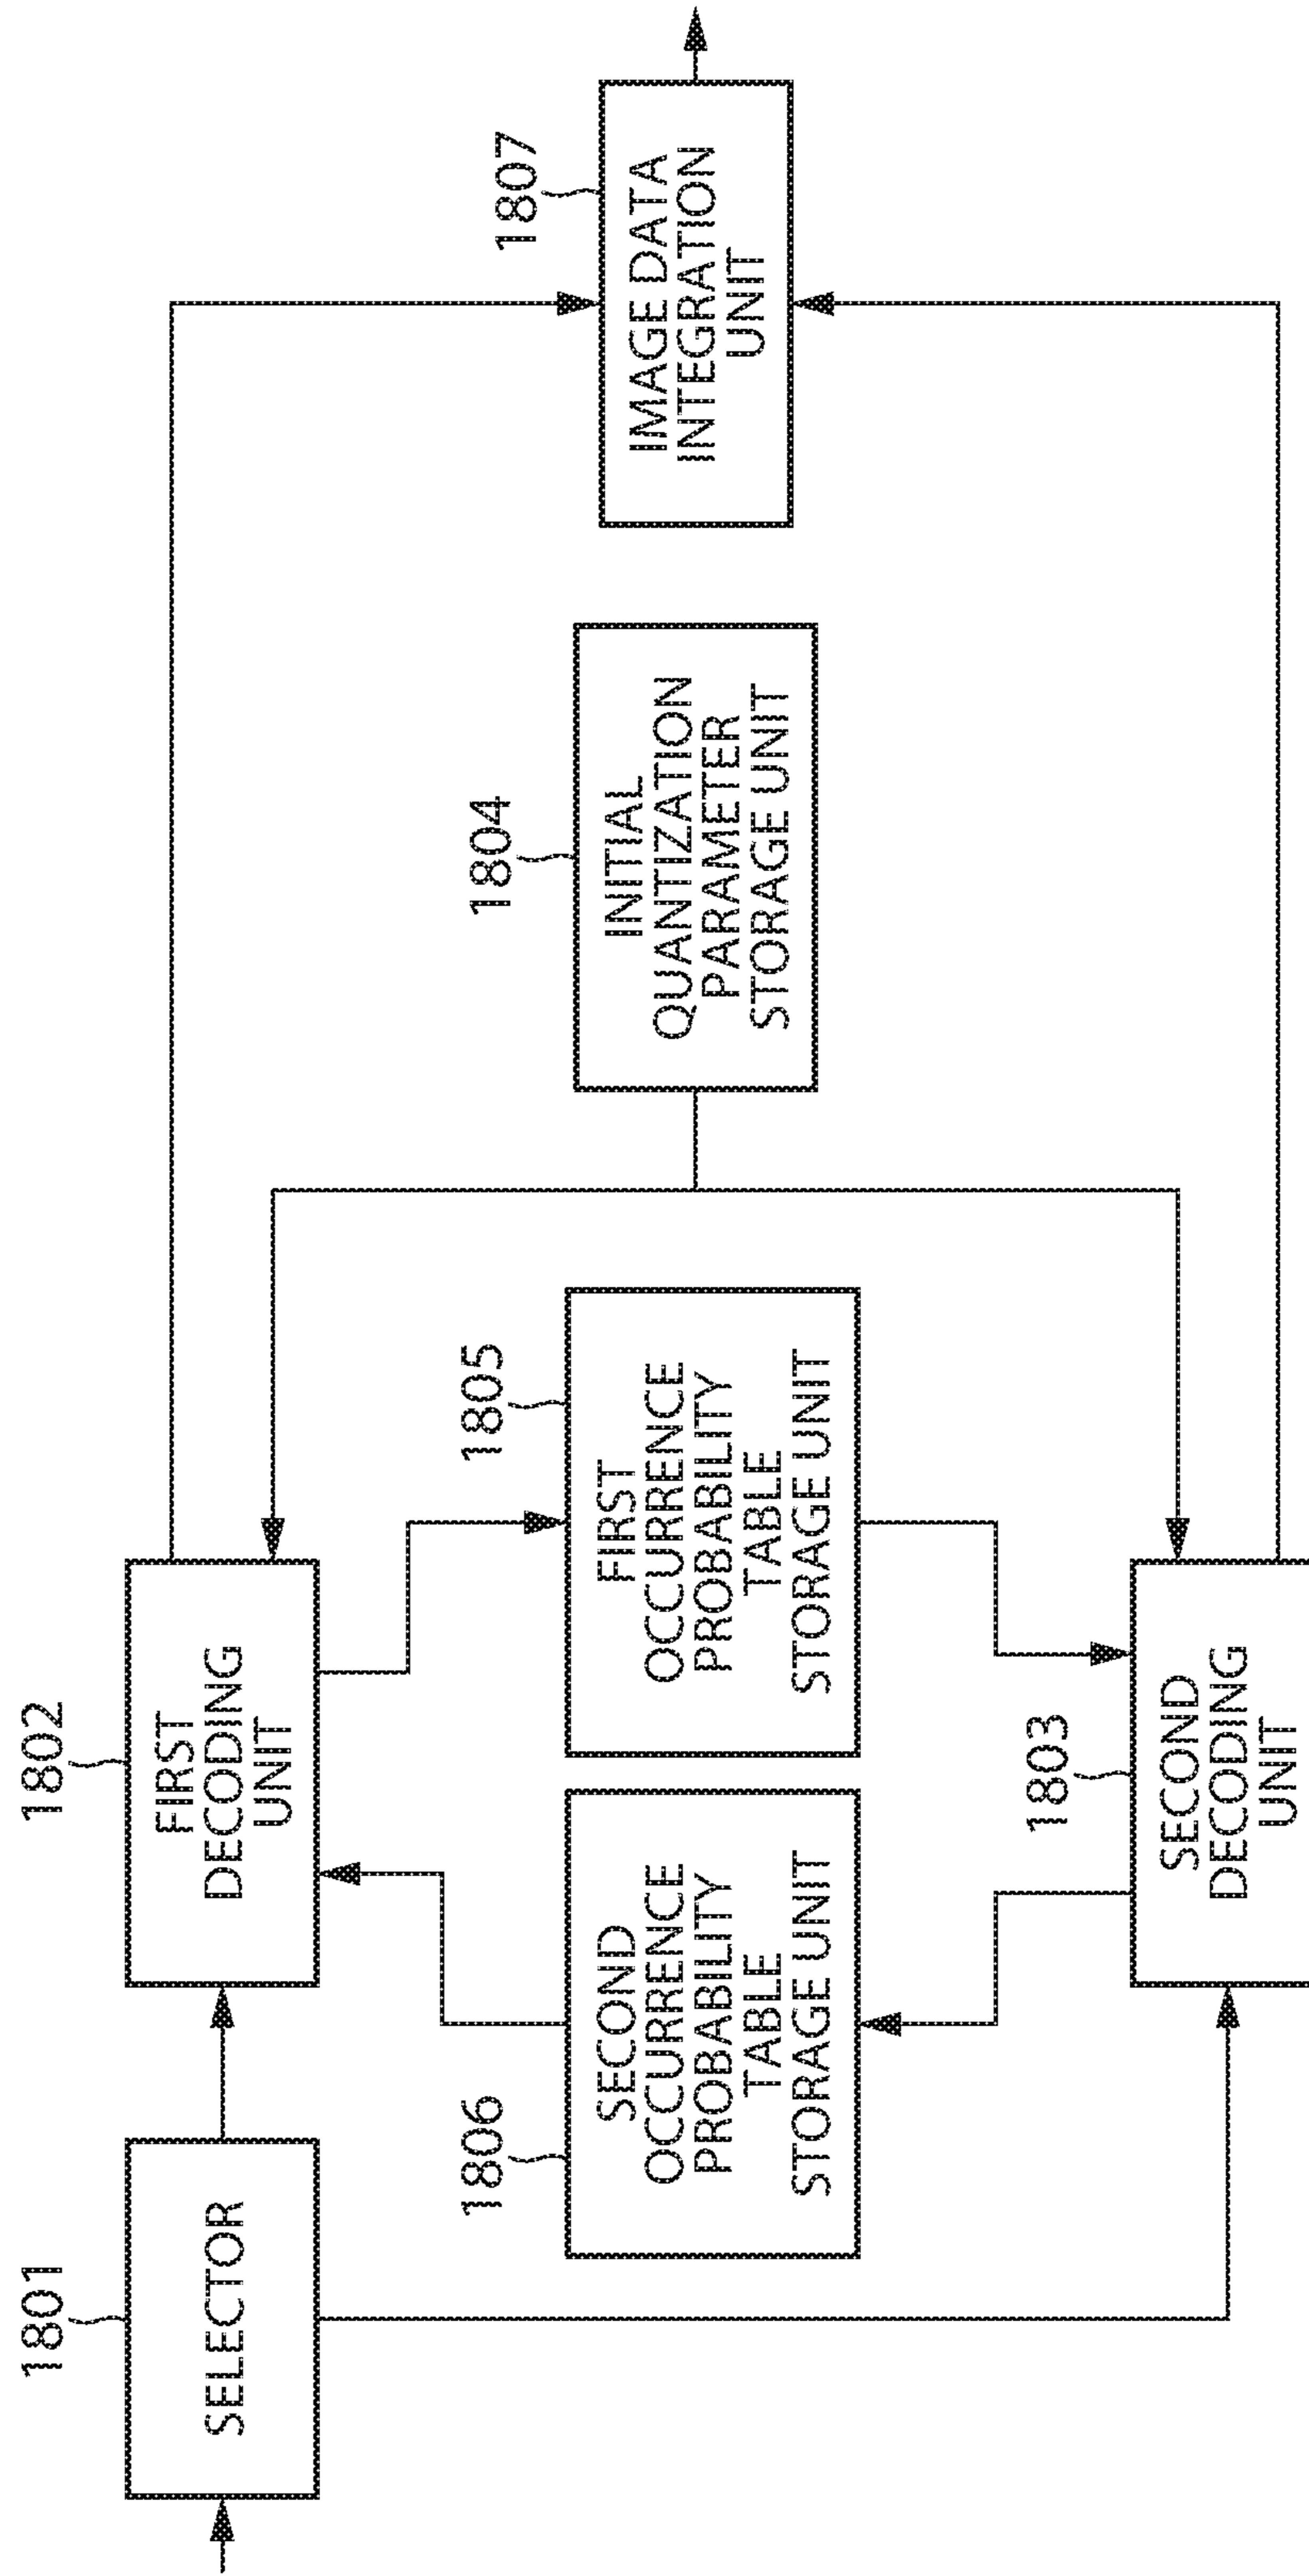 1801
SELECTOR
1802
FIRST
DECODING
UNIT
1806
SECOND
OCCURRENCE
PROBABILITY
TABLE
STORAGE UNIT
1805
FIRST
OCCURRENCE
PROBABILITY
TABLE
STORAGE UNIT
1803
SECOND
DECODING
UNIT
1804
INITIAL
QUANTIZATION
PARAMETER
STORAGE UNIT
1807
IMAGE DATA
INTEGRATION
UNIT